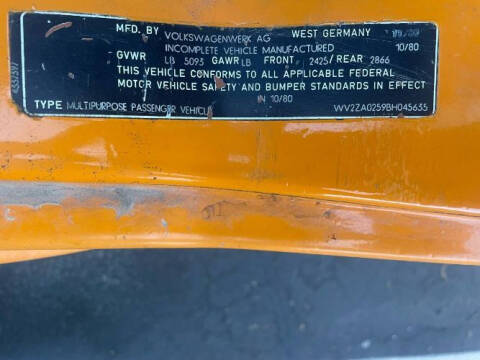 MFD. BY VOLKSWAGENWERK AG WEST GERMANY
INCOMPLETE VEHICLE MANUFACTURED 10/80
GVWR LB 5093 GAWR LB FRONT 2425/REAR 2866
THIS VEHICLE CONFORMS TO ALL APPLICABLE FEDERAL
MOTOR VEHICLE SAFETY AND BUMPER STANDARDS IN EFFECT
IN 10/80
TYPE MULTIPURPOSE PASSENGER VEHICLE WV2ZA0259BH045635